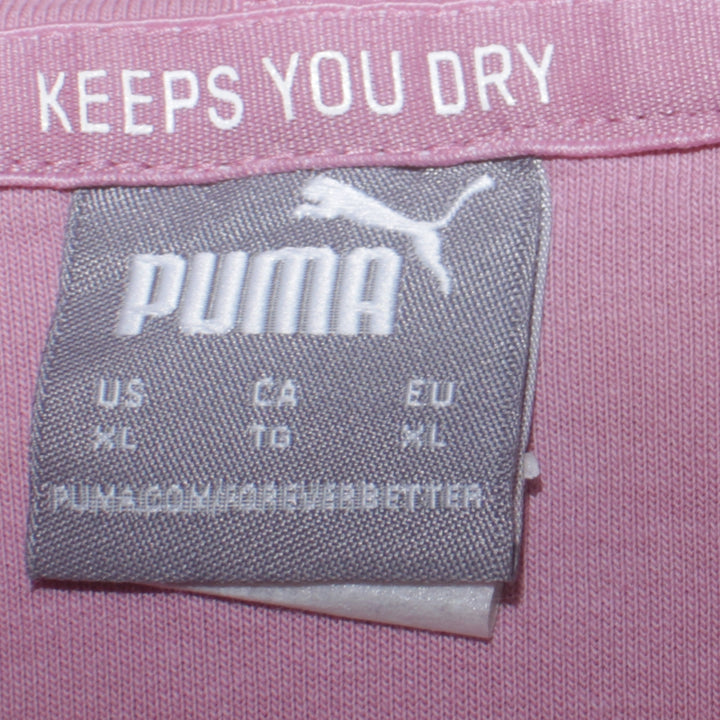 KEEPS YOU DRY
PUMA
US CA EU
XL TG XL
PUMA.COM/FOREVERBETTER